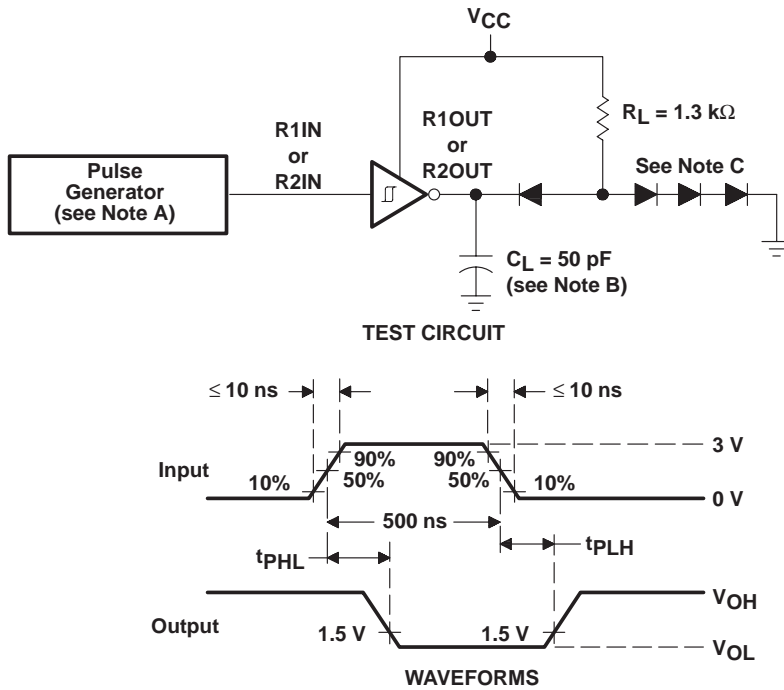 VCC
RL = 1.3 kΩ
R1IN
or
R2IN
R1OUT
or
R2OUT
See Note C
Pulse
Generator
(see Note A)
CL = 50 pF
(see Note B)
TEST CIRCUIT
≤ 10 ns
≤ 10 ns
3 V
Input
90%
90%
50%
50%
10%
10%
0 V
500 ns
tPHL
tPLH
VOH
Output
1.5 V
1.5 V
VOL
WAVEFORMS